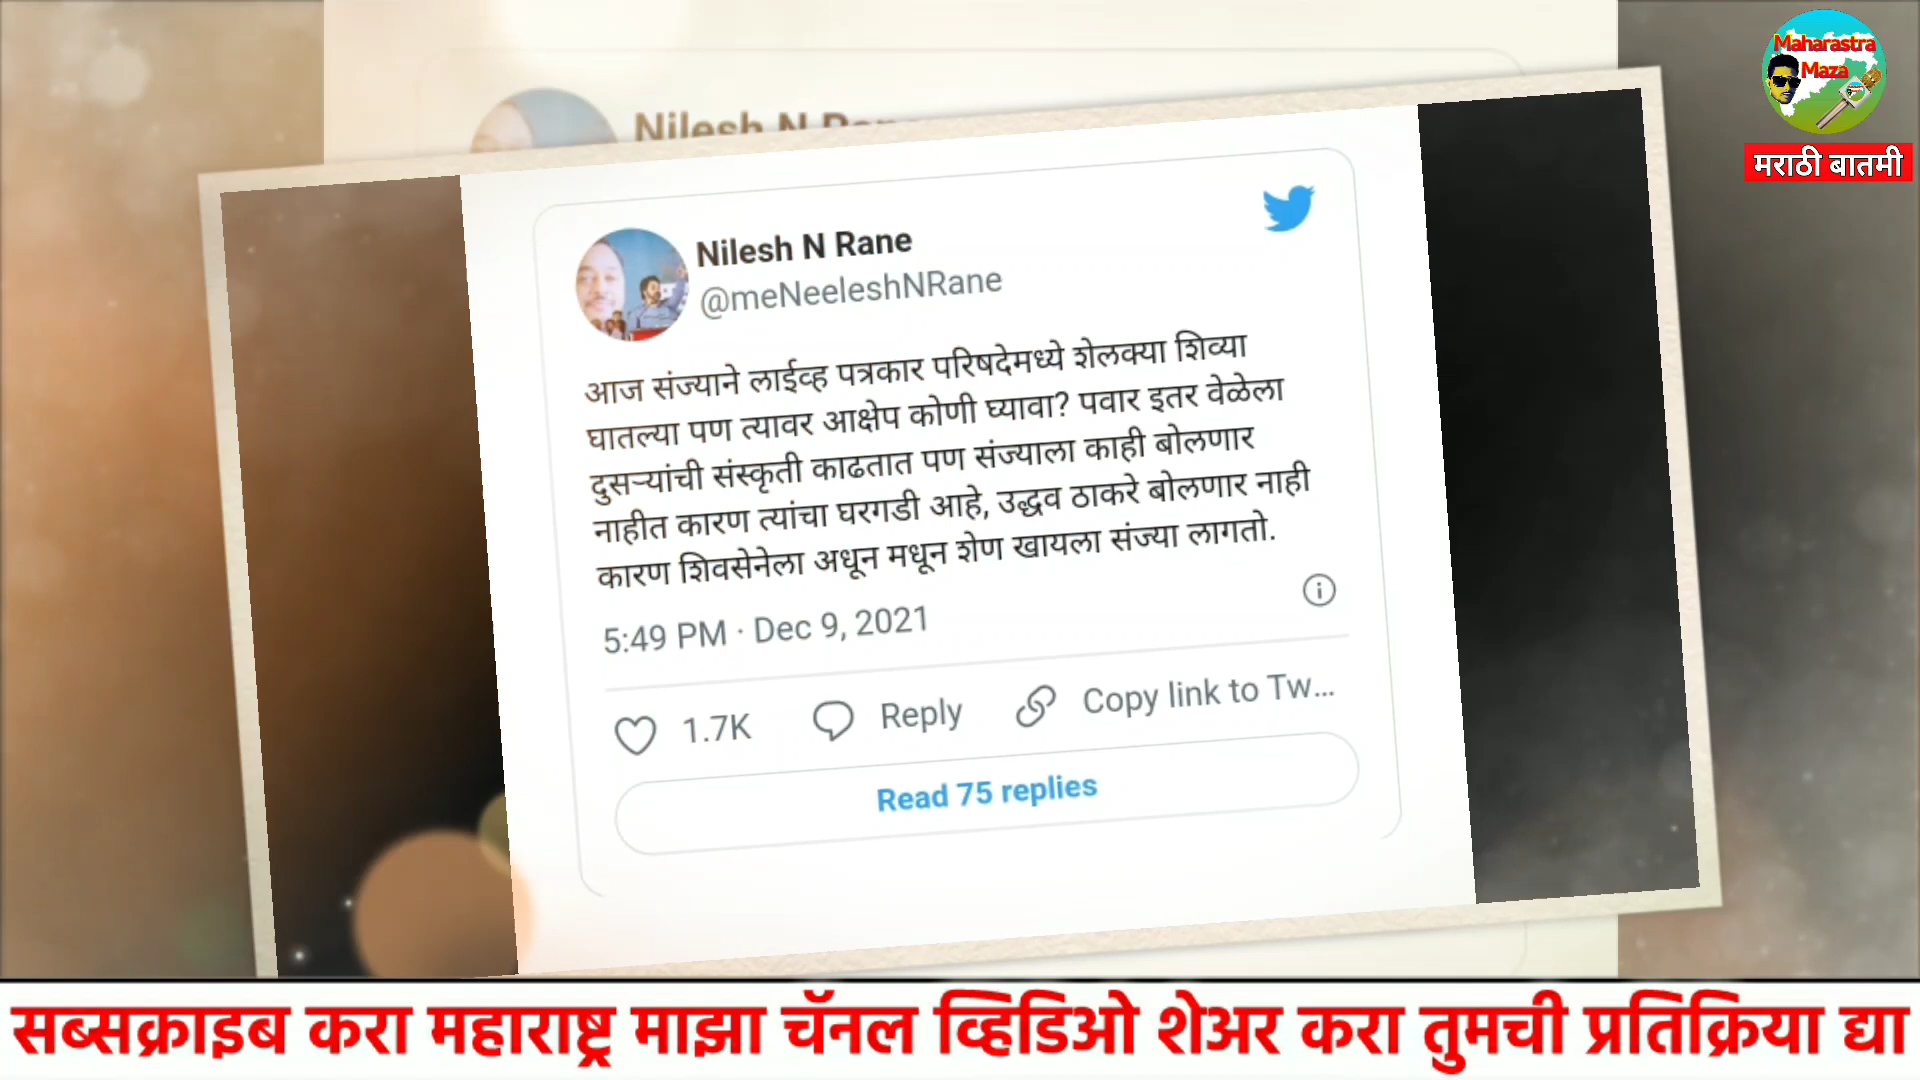 Maharastra
Maza
मराठी बातमी
Nilesh N Rane
@meNeeleshNRane
आज संज्याने लाईव्ह पत्रकार परिषदेमध्ये शेलक्या शिव्या
घातल्या पण त्यावर आक्षेप कोणी घ्यावा? पवार इतर वेळेला
दुसऱ्यांची संस्कृती काढतात पण संज्याला काही बोलणार
नाहीत कारण त्यांचा घरगडी आहे, उद्धव ठाकरे बोलणार नाही
कारण शिवसेनेला अधून मधून शेण खायला संज्या लागतो.
5:49 PM · Dec 9, 2021
1.7K Reply Copy link to Tw...
Read 75 replies
सब्सक्राइब करा महाराष्ट्र माझा चॅनल व्हिडिओ शेअर करा तुमची प्रतिक्रिया द्या